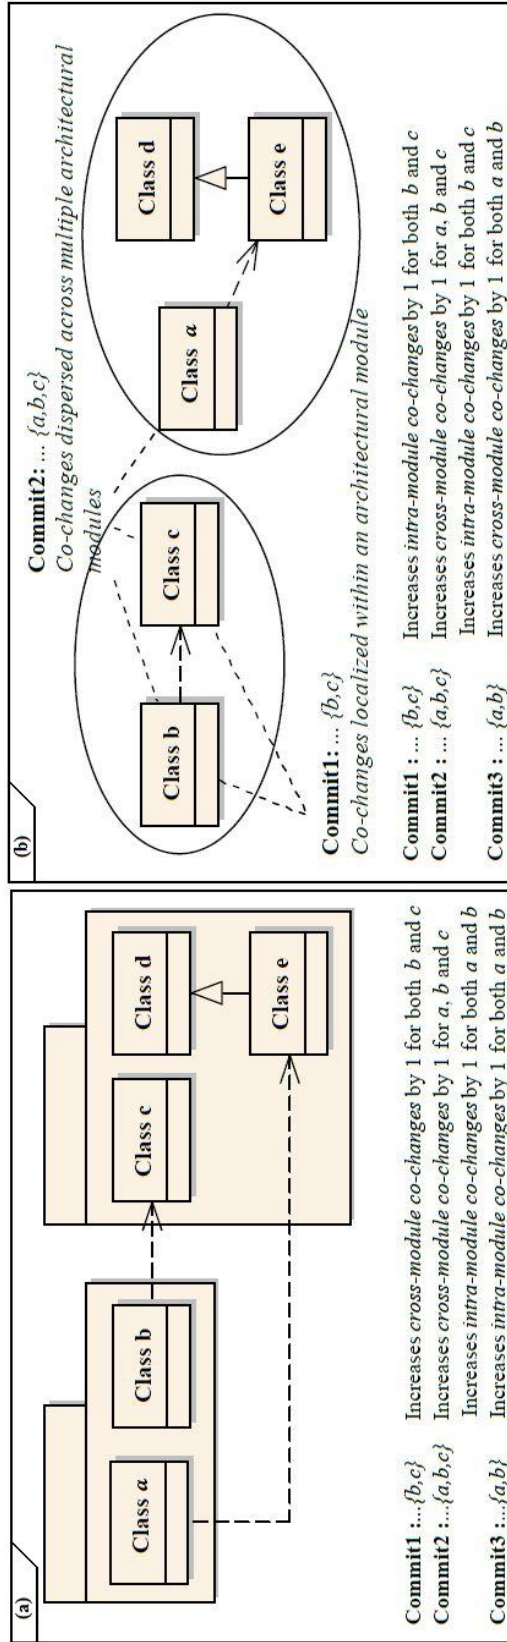 (a)
Class a
Class b
Class c
Class d
Class e
Commit1 :...{b,c} Increases cross-module co-changes by 1 for both b and c
Commit2 :...{a,b,c} Increases cross-module co-changes by 1 for a, b and c
Increases intra-module co-changes by 1 for both a and b
Commit3 :...{a,b} Increases intra-module co-changes by 1 for both a and b
(b)
Commit2: ... {a,b,c}
Co-changes dispersed across multiple architectural
modules
Class b
Class c
Class a
Class d
Class e
Commit1: ... {b,c}
Co-changes localized within an architectural module
Commit1 : ... {b,c} Increases intra-module co-changes by 1 for both b and c
Commit2 : ... {a,b,c} Increases cross-module co-changes by 1 for a, b and c
Increases intra-module co-changes by 1 for both b and c
Commit3 : ... {a,b} Increases cross-module co-changes by 1 for both a and b